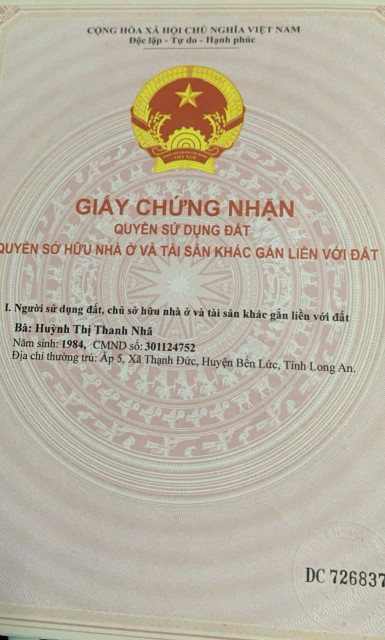 CỘNG HÒA XÃ HỘI CHỦ NGHĨA VIỆT NAM
Độc lập - Tự do - Hạnh phúc
VIỆT NAM
GIẤY CHỨNG NHẬN
QUYỀN SỬ DỤNG ĐẤT
QUYỀN SỞ HỮU NHÀ Ở VÀ TÀI SẢN KHÁC GẮN LIỀN VỚI ĐẤT
I. Người sử dụng đất, chủ sở hữu nhà ở và tài sản khác gắn liền với đất
Bà: Huỳnh Thị Thanh Nhã
Năm sinh: 1984, CMND số: 301124752
Địa chỉ thường trú: Ấp 5, Xã Thạnh Đức, Huyện Bến Lức, Tỉnh Long An.
DC 726837